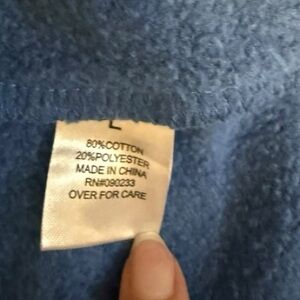 L
80%COTTON
20%POLYESTER
MADE IN CHINA
RN#090233
OVER FOR CARE